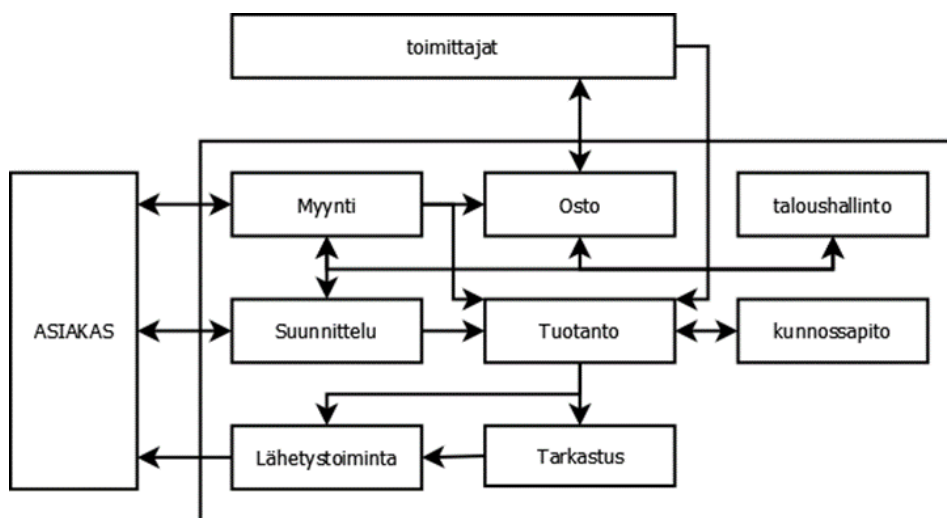 toimittajat
Myynti
Osto
taloushallinto
ASIAKAS
Suunnittelu
Tuotanto
kunnossapito
Lähetystoiminta
Tarkastus